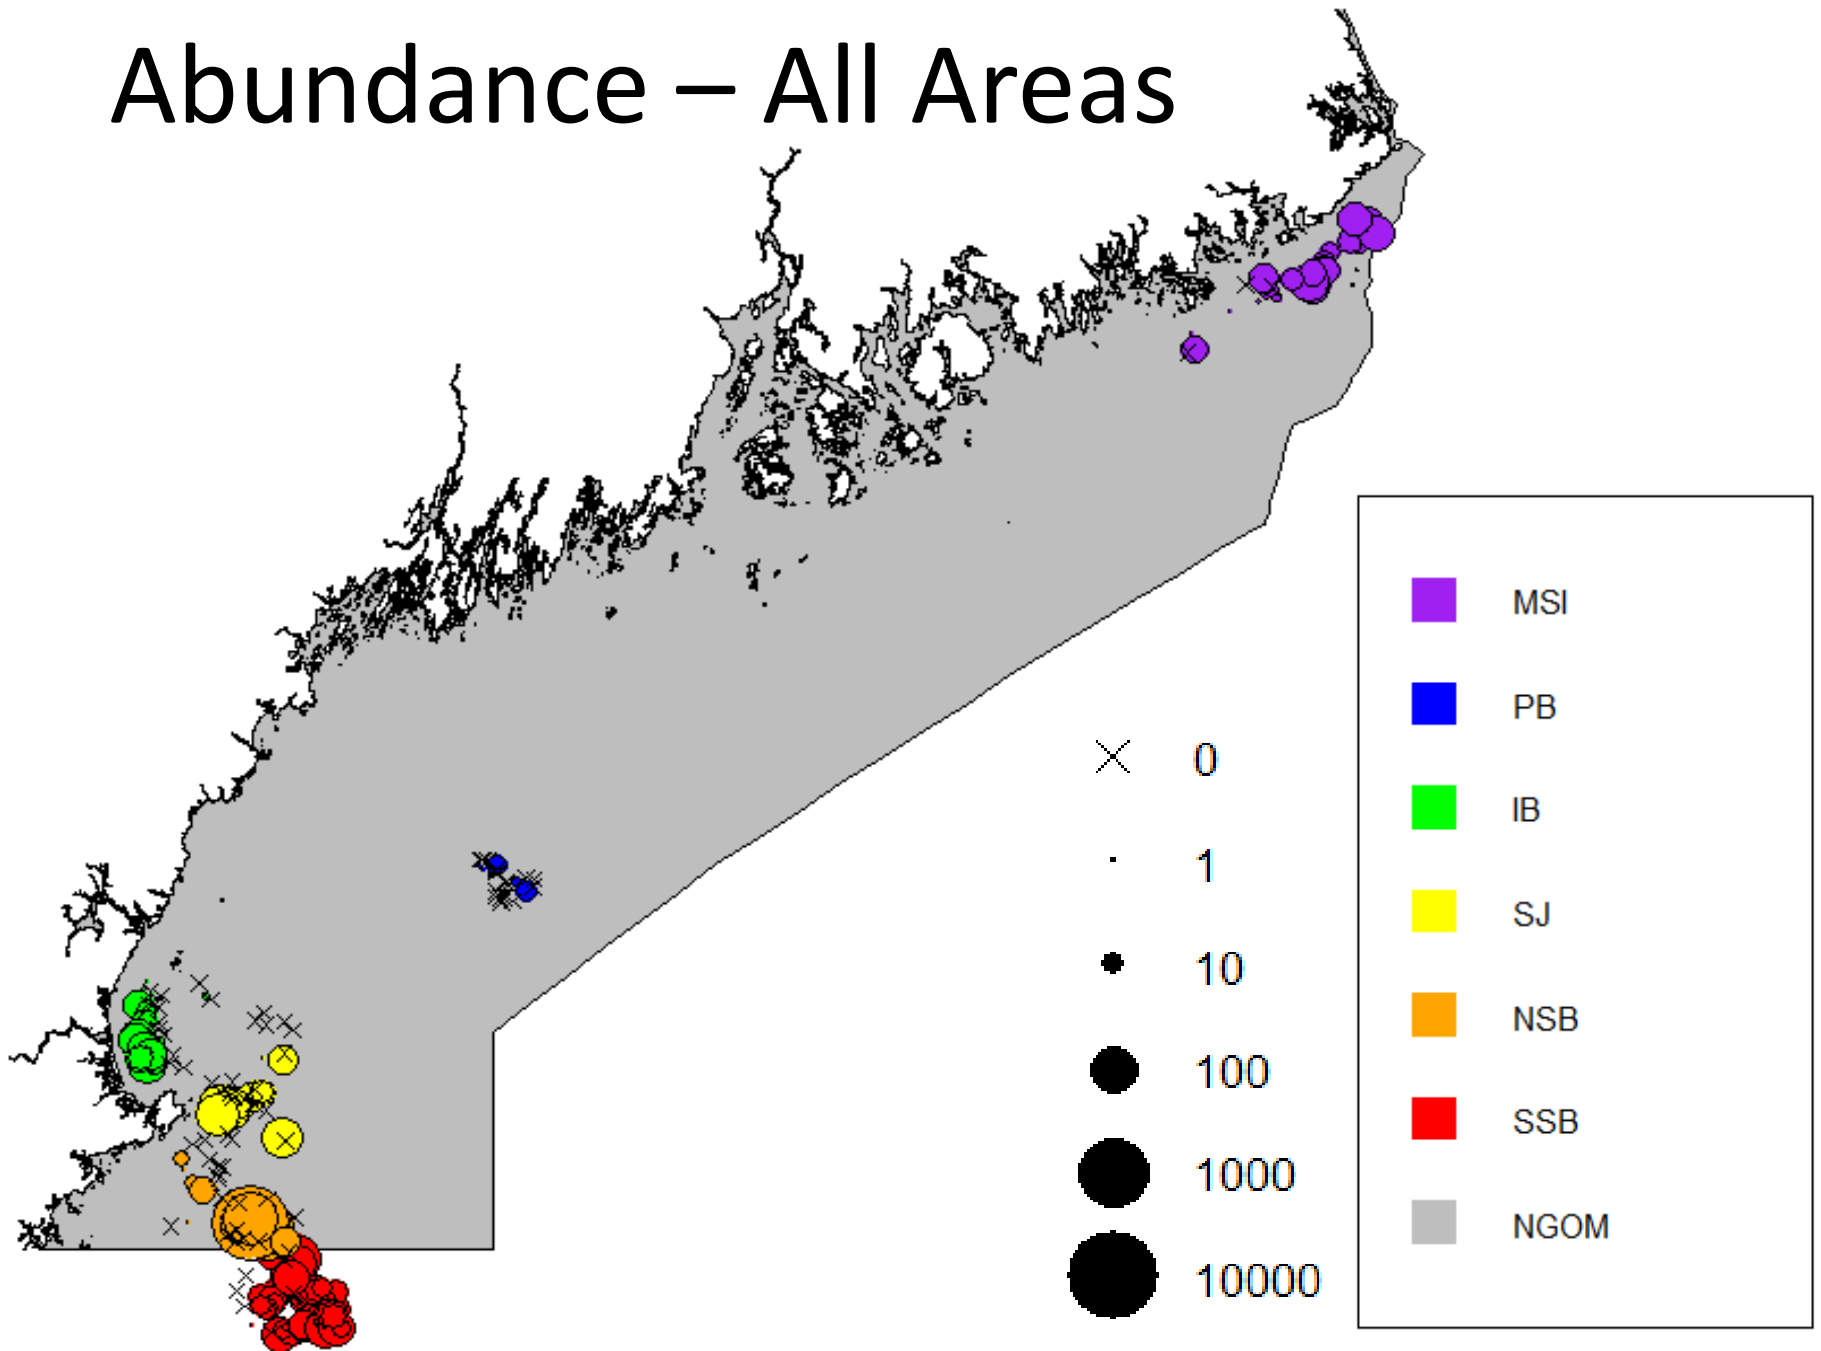 Abundance – All Areas
0
1
10
100
1000
10000
MSI
PB
IB
SJ
NSB
SSB
NGOM